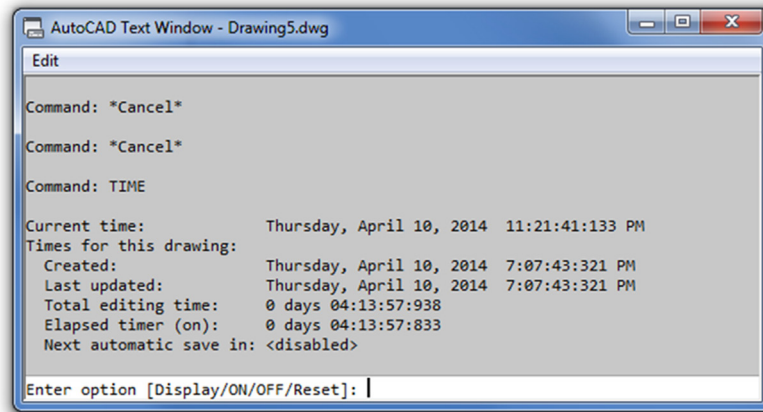 AutoCAD Text Window - Drawing5.dwg
Edit
Command: *Cancel*
Command: *Cancel*
Command: TIME
Current time: Thursday, April 10, 2014 11:21:41:133 PM
Times for this drawing:
Created: Thursday, April 10, 2014 7:07:43:321 PM
Last updated: Thursday, April 10, 2014 7:07:43:321 PM
Total editing time: 0 days 04:13:57:938
Elapsed timer (on): 0 days 04:13:57:833
Next automatic save in: <disabled>
Enter option [Display/ON/OFF/Reset]: